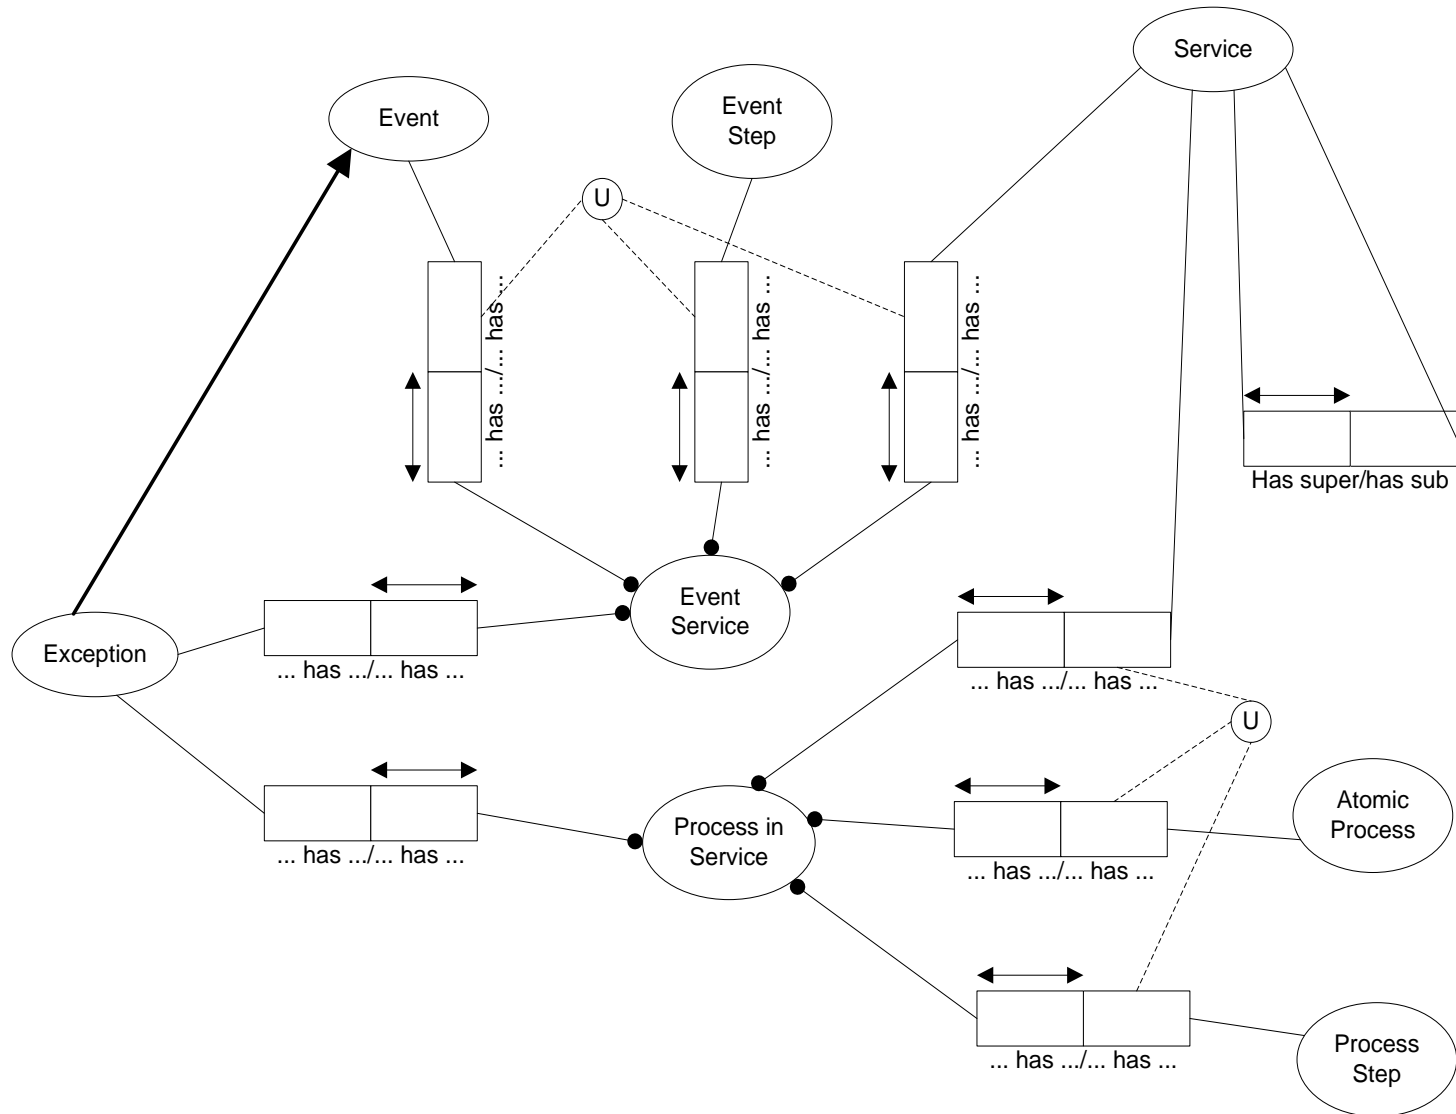 Service
Event
Event
Step
U
... has .../... has ...
... has .../... has ...
... has .../... has ...
Has super/has sub
Event
Service
Exception
... has .../... has ...
... has .../... has ...
U
Process in
Service
... has .../... has ...
... has .../... has ...
Atomic
Process
Process
Step
... has .../... has ...